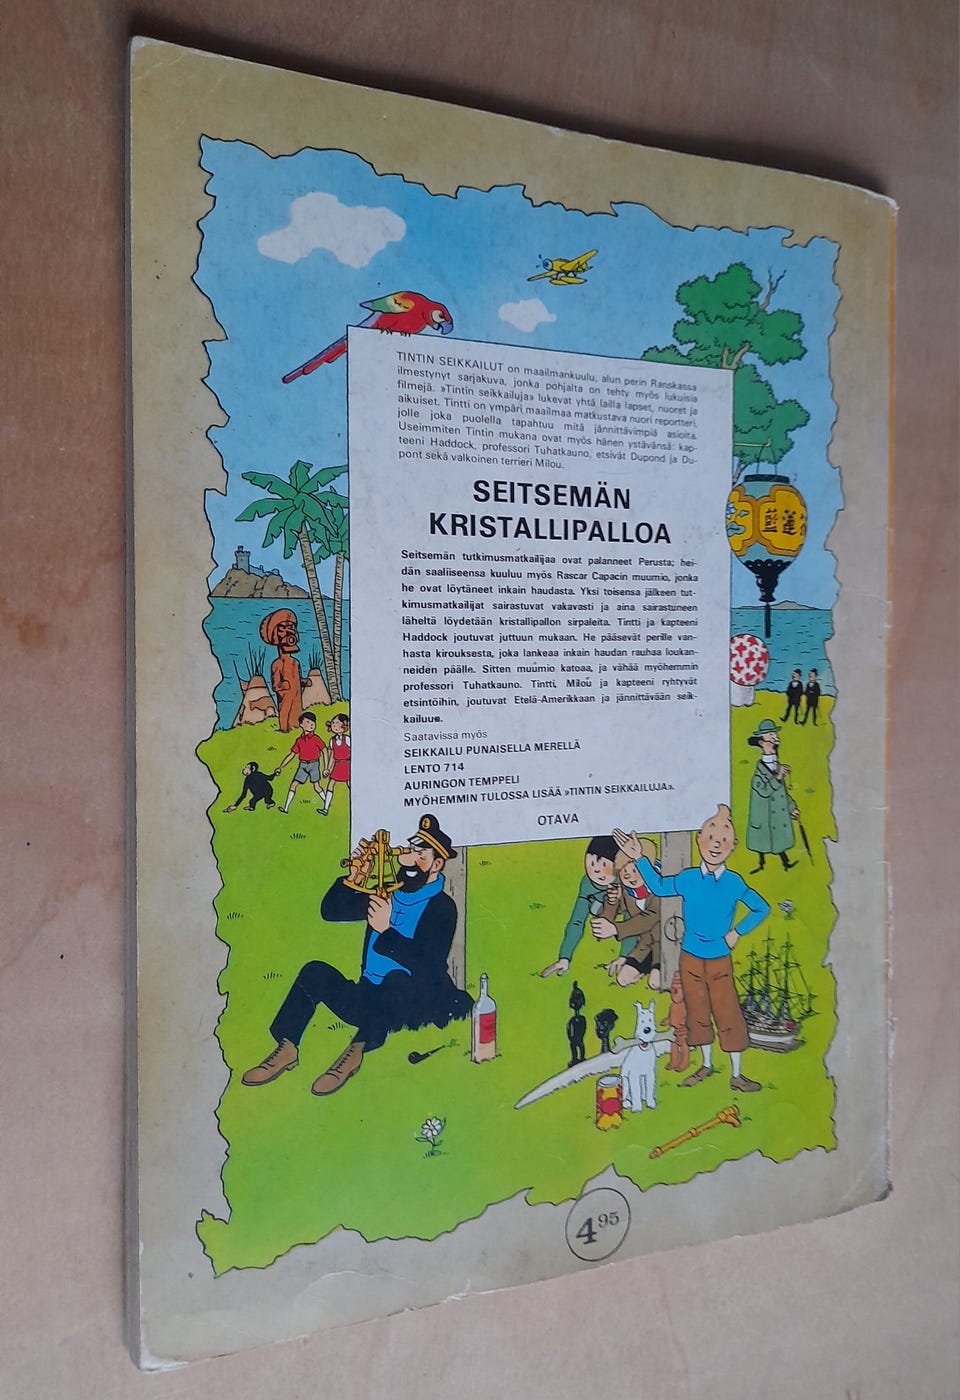 TINTIN SEIKKAILUT on maailmankuulu, alun perin Ranskassa
ilmestynyt sarjakuva, jonka pohjalta on tehty myös lukuisia
filmejä. »Tintin seikkailuja» lukevat yhtä lailla lapset, nuoret ja
aikuiset. Tintti on ympäri maailmaa matkustava nuori reportteri,
jolle joka puolella tapahtuu mitä jännittävimpiä asioita.
Useimmiten Tintin mukana ovat myös hänen ystävänsä: kap-
teeni Haddock, professori Tuhatkauno, etsivät Dupond ja Du-
pont sekä valkoinen terrieri Milou.
SEITSEMÄN
KRISTALLIPALLOA
Seitsemän tutkimusmatkailijaa ovat palanneet Perusta; hei-
dän saaliiseensa kuuluu myös Rascar Capacin muumio, jonka
he ovat löytäneet inkain haudasta. Yksi toisensa jälkeen tut-
kimusmatkailijat sairastuvat vakavasti ja aina sairastuneen
läheltä löydetään kristallipallon sirpaleita. Tintti ja kapteeni
Haddock joutuvat juttuun mukaan. He pääsevät perille van-
hasta kirouksesta, joka lankeaa inkain haudan rauhaa loukan-
neiden päälle. Sitten muumio katoaa, ja vähää myöhemmin
professori Tuhatkauno. Tintti, Milou ja kapteeni ryhtyvät
etsintöihin, joutuvat Etelä-Amerikkaan ja jännittävään seik-
kailuun.
Saatavissa myös
SEIKKAILU PUNAISELLA MERELLÄ
LENTO 714
AURINGON TEMPPELI
MYÖHEMMIN TULOSSA LISÄÄ »TINTIN SEIKKAILUJA».
OTAVA
4 95